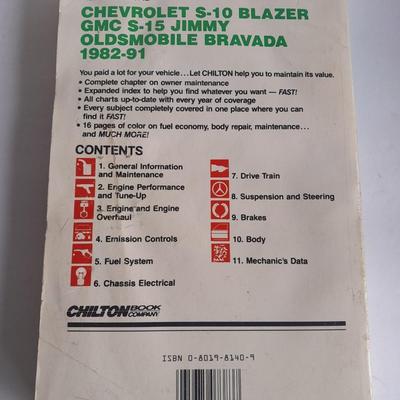 CHEVROLET S-10 BLAZER
GMC S-15 JIMMY
OLDSMOBILE BRAVADA
1982-91
You paid a lot for your vehicle...Let CHILTON help you to maintain its value.
• Complete chapter on owner maintenance
• Expanded index to help you find whatever you want — FAST!
• All charts up-to-date with every year of coverage
• Every subject completely covered in one place where you can
find it FAST!
• 16 pages of color on fuel economy, body repair, maintenance...
and MUCH MORE!
CONTENTS
1. General Information
and Maintenance
2. Engine Performance
and Tune-Up
3. Engine and Engine
Overhaul
4. Emission Controls
5. Fuel System
6. Chassis Electrical
7. Drive Train
8. Suspension and Steering
9. Brakes
10. Body
11. Mechanic's Data
CHILTON BOOK
COMPANY
ISBN 0-8019-8140-9